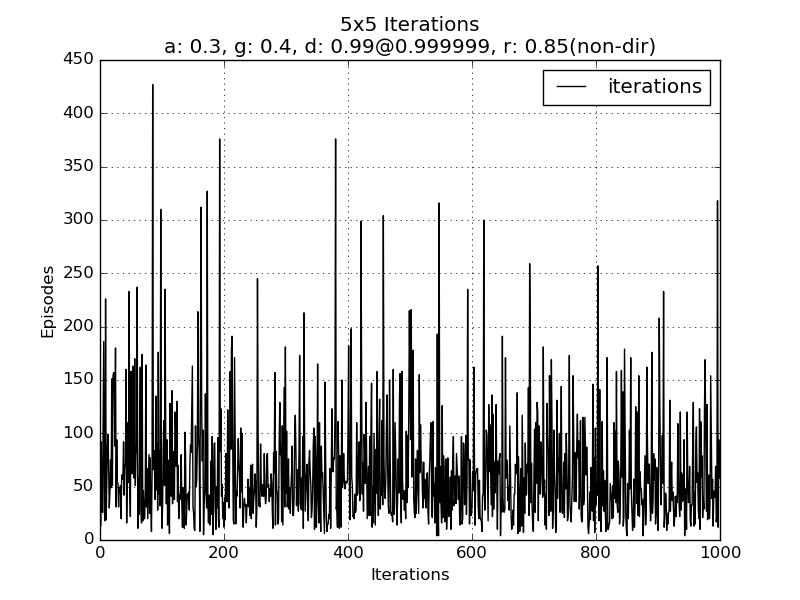 5x5 Iterations
a: 0.3, g: 0.4, d: 0.99@0.999999, r: 0.85(non-dir)
iterations
450
400
350
300
250
200
150
100
50
0
Episodes
0 200 400 600 800 1000
Iterations